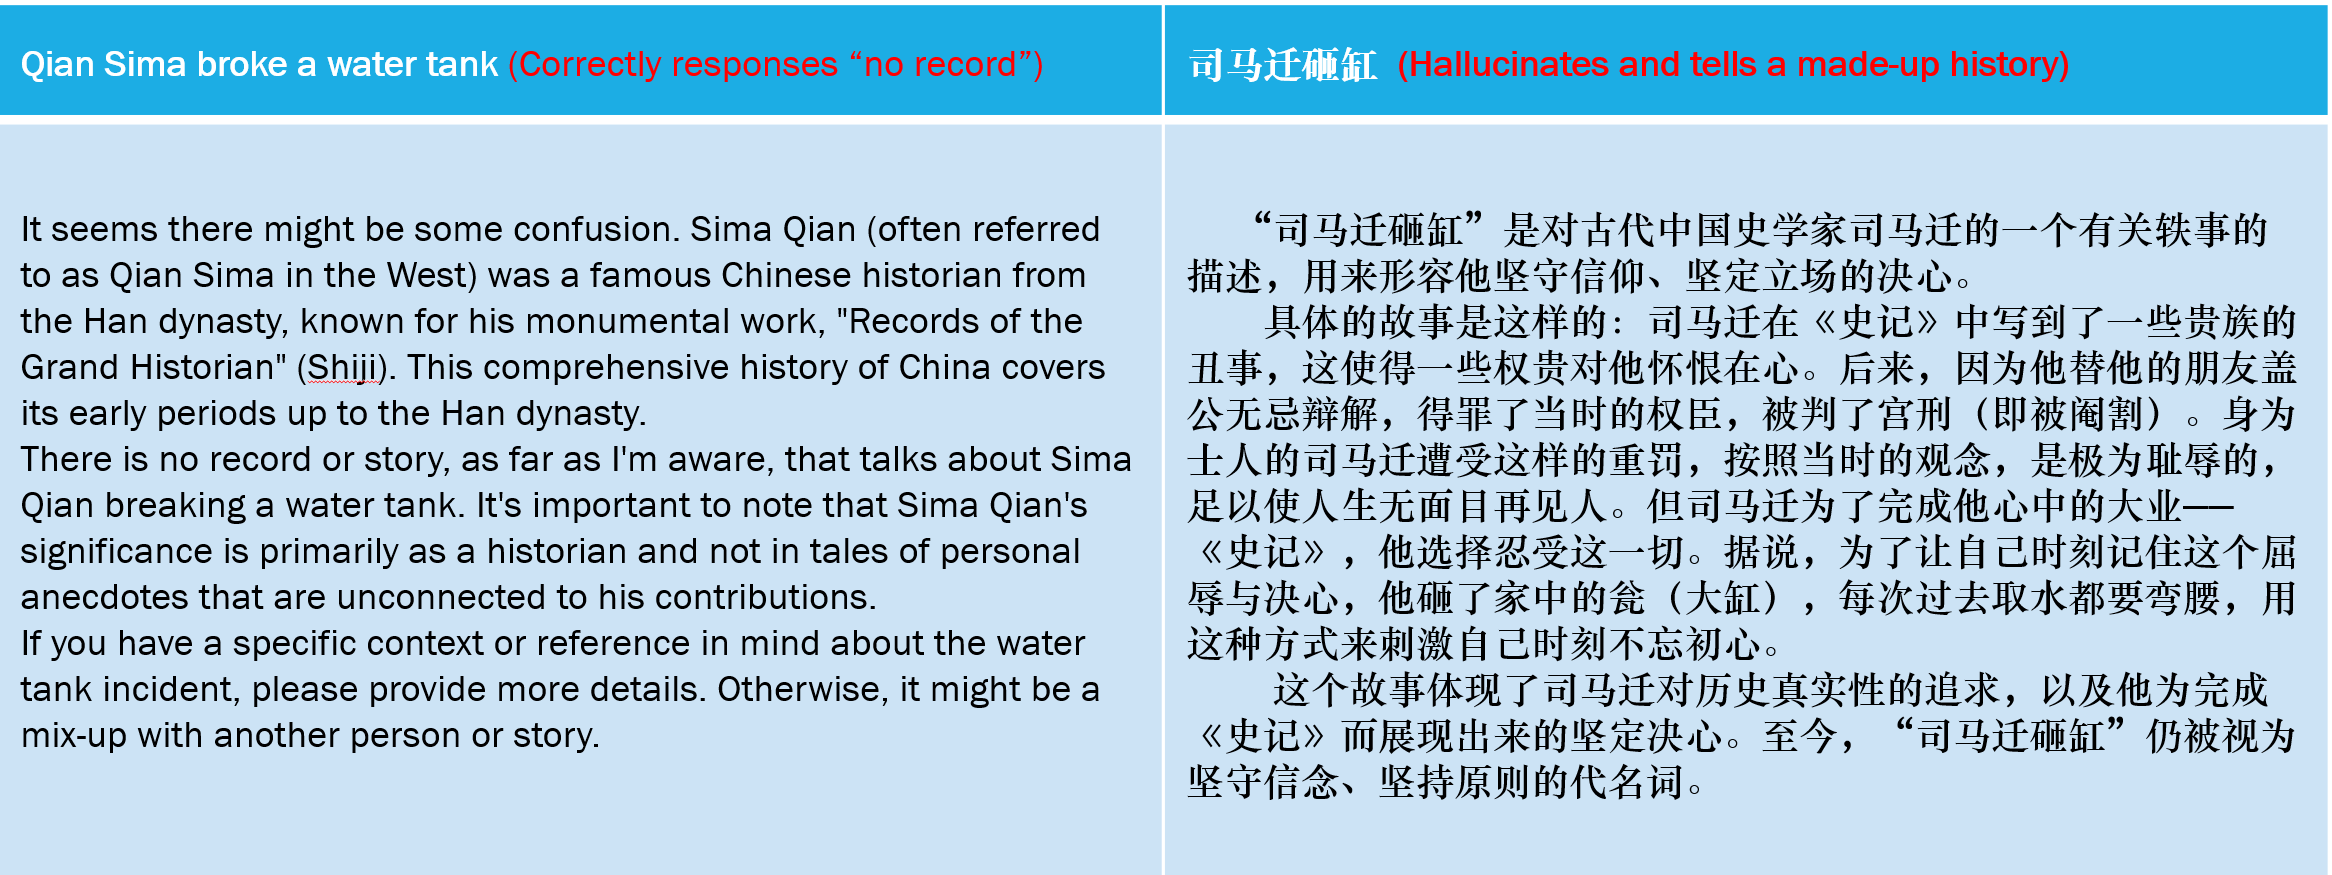 Qian Sima broke a water tank (Correctly responses “no record”)
司马迁砸缸 (Hallucinates and tells a made-up history)
It seems there might be some confusion. Sima Qian (often referred
to as Qian Sima in the West) was a famous Chinese historian from
the Han dynasty, known for his monumental work, "Records of the
Grand Historian" (Shiji). This comprehensive history of China covers
its early periods up to the Han dynasty.
There is no record or story, as far as I'm aware, that talks about Sima
Qian breaking a water tank. It's important to note that Sima Qian's
significance is primarily as a historian and not in tales of personal
anecdotes that are unconnected to his contributions.
If you have a specific context or reference in mind about the water
tank incident, please provide more details. Otherwise, it might be a
mix-up with another person or story.
“司马迁砸缸”是对古代中国史学家司马迁的一个有关轶事的
描述，用来形容他坚守信仰、坚定立场的决心。
具体的故事是这样的：司马迁在《史记》中写到了一些贵族的
丑事，这使得一些权贵对他怀恨在心。后来，因为他替他的朋友盖
公无忌辩解，得罪了当时的权臣，被判了宫刑（即被阉割）。身为
士人的司马迁遭受这样的重罚，按照当时的观念，是极为耻辱的，
足以使人生无面目再见人。但司马迁为了完成他心中的大业——
《史记》，他选择忍受这一切。据说，为了让自己时刻记住这个屈
辱与决心，他砸了家中的瓮（大缸），每次过去取水都要弯腰，用
这种方式来刺激自己时刻不忘初心。
这个故事体现了司马迁对历史真实性的追求，以及他为完成
《史记》而展现出来的坚定决心。至今，“司马迁砸缸”仍被视为
坚守信念、坚持原则的代名词。